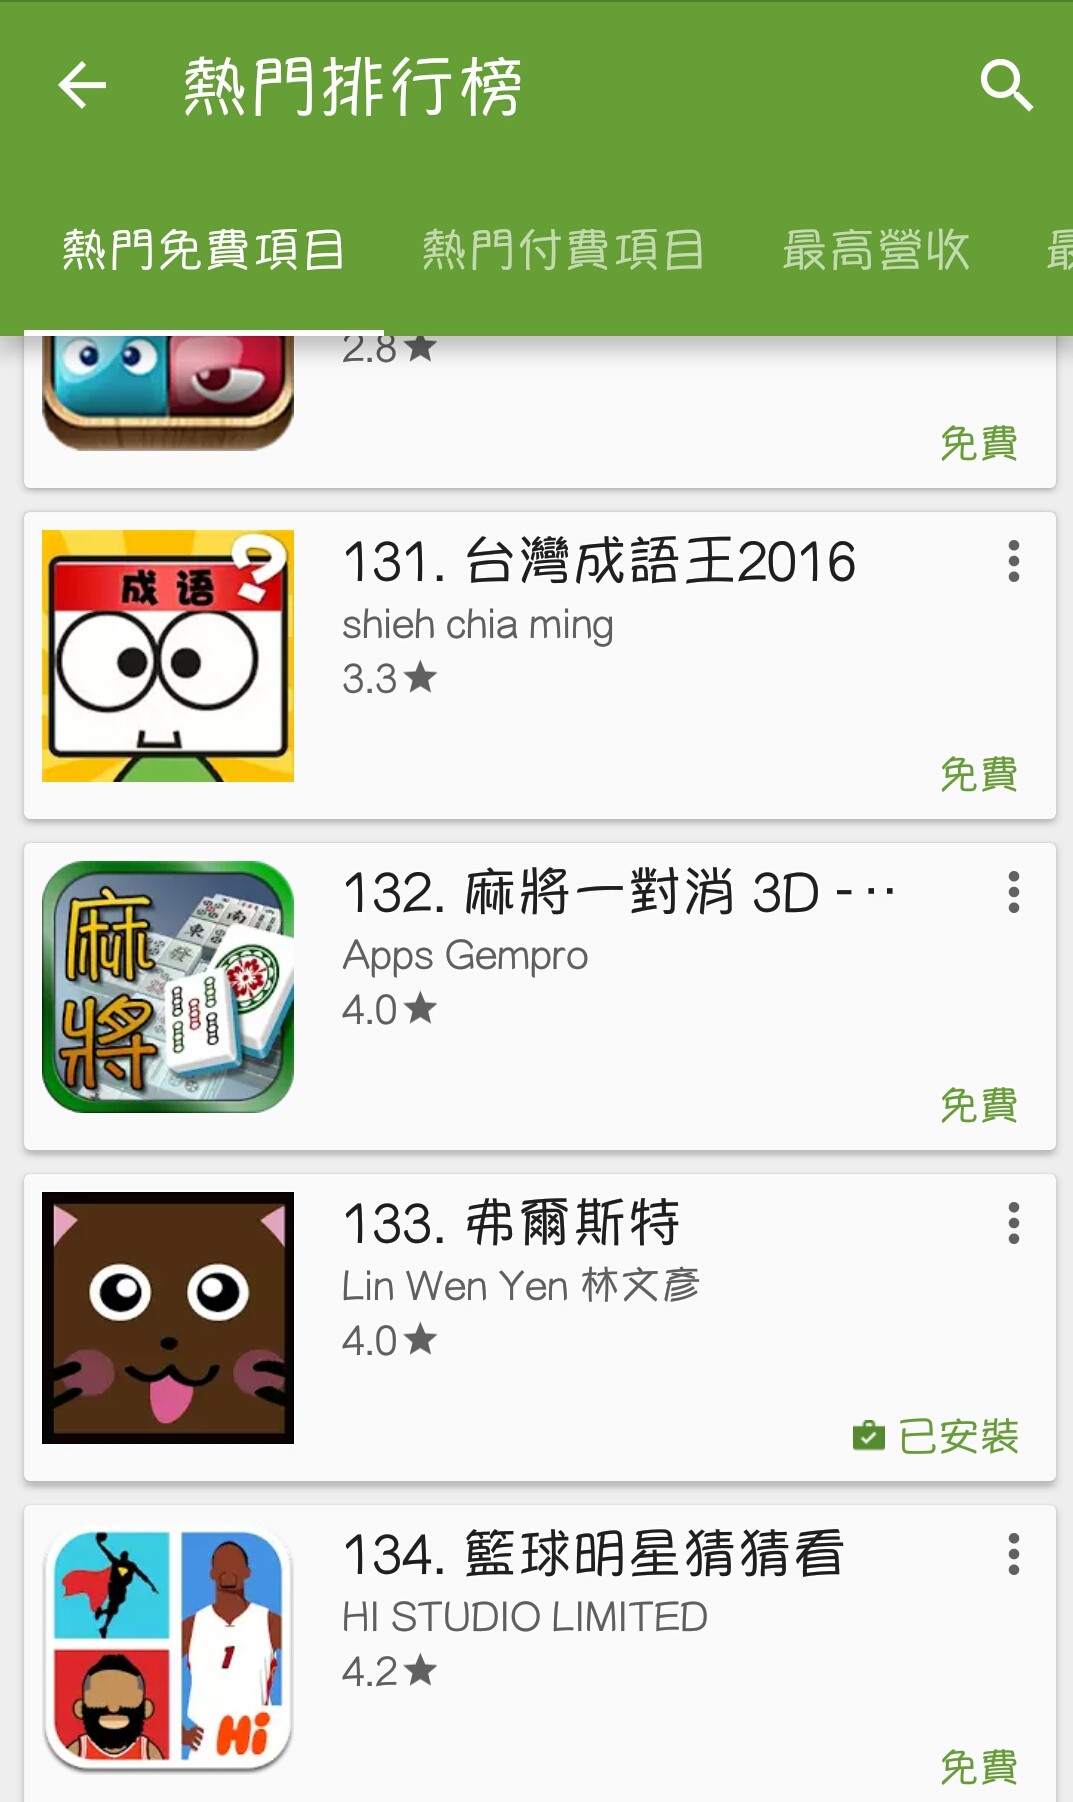 熱門排行榜
熱門免費項目 熱門付費項目 最高營收
2.8★
免費
成语?
131. 台灣成語王2016
shieh chia ming
3.3★
免費
麻將
132. 麻將一對消 3D - ··
Apps Gempro
4.0★
免費
133. 弗爾斯特
Lin Wen Yen 林文彥
4.0★
已安裝
134. 籃球明星猜猜看
HI STUDIO LIMITED
4.2★
1
Hi
免費